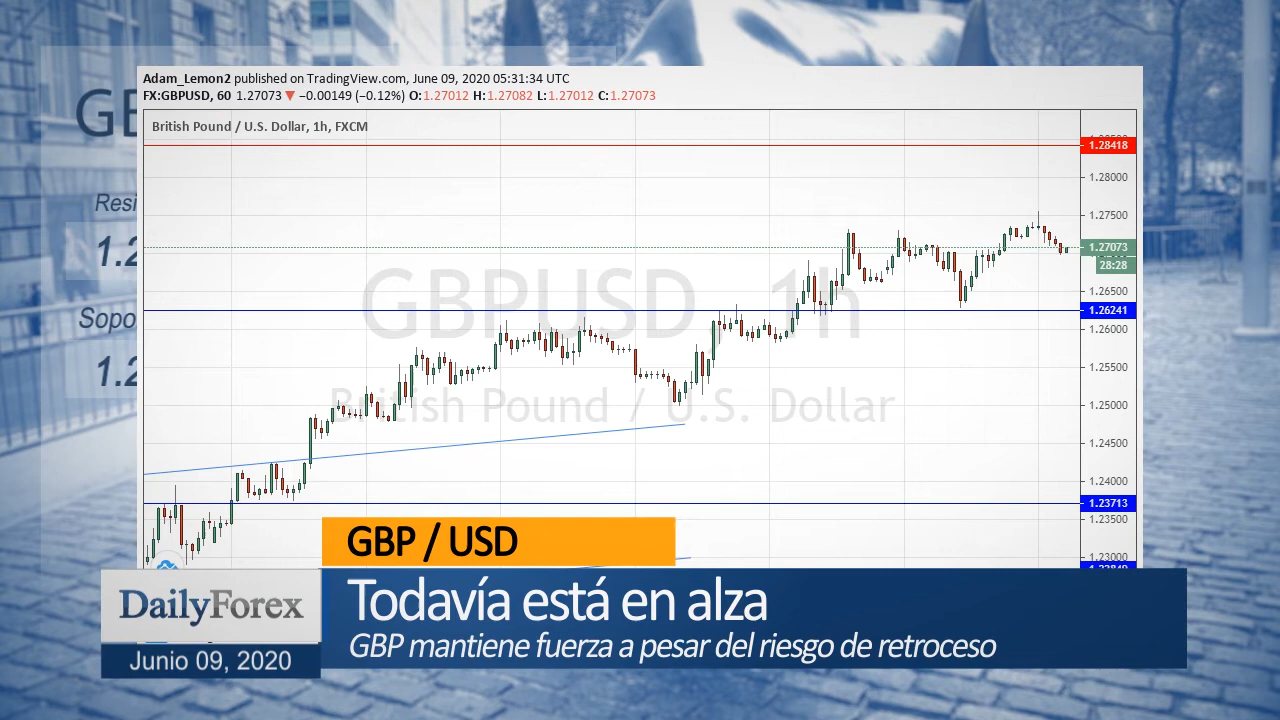 Adam_Lemon2 published on TradingView.com, June 09, 2020 05:31:34 UTC
FX:GBPUSD, 60 1.27073 ▼ −0.00149 (−0.12%) O:1.27012 H:1.27082 L:1.27012 C:1.27073
British Pound / U.S. Dollar, 1h, FXCM
GBPUSD, 1h
British Pound / U.S. Dollar
1.28418
1.28000
1.27500
1.27073
28:28
1.26500
1.26241
1.26000
1.25500
1.25000
1.24500
1.24000
1.23713
1.23500
1.23000
Resi
1.2
Sopo
1.2
GBP / USD
DailyForex
Junio 09, 2020
Todavía está en alza
GBP mantiene fuerza a pesar del riesgo de retroceso